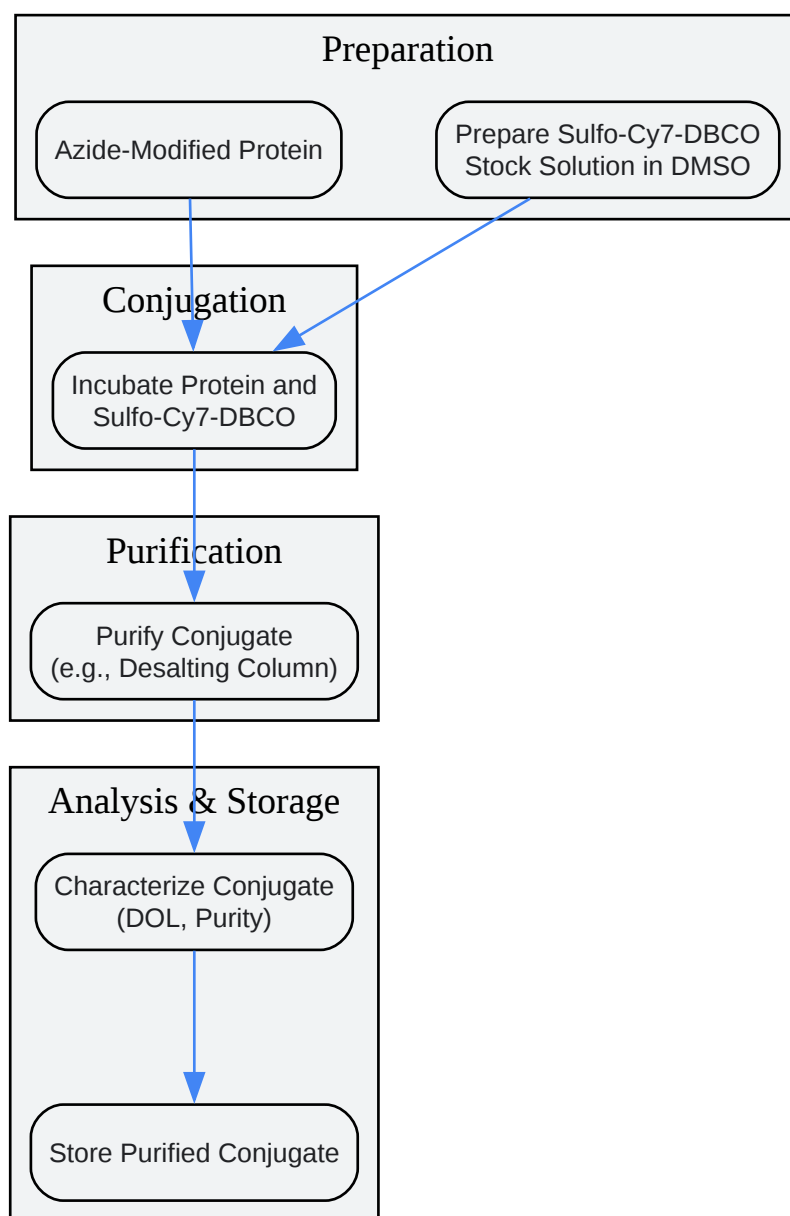 Preparation
Azide-Modified Protein
Prepare Sulfo-Cy7-DBCO
Stock Solution in DMSO
Conjugation
Incubate Protein and
Sulfo-Cy7-DBCO
Purification
Purify Conjugate
(e.g., Desalting Column)
Analysis & Storage
Characterize Conjugate
(DOL, Purity)
Store Purified Conjugate